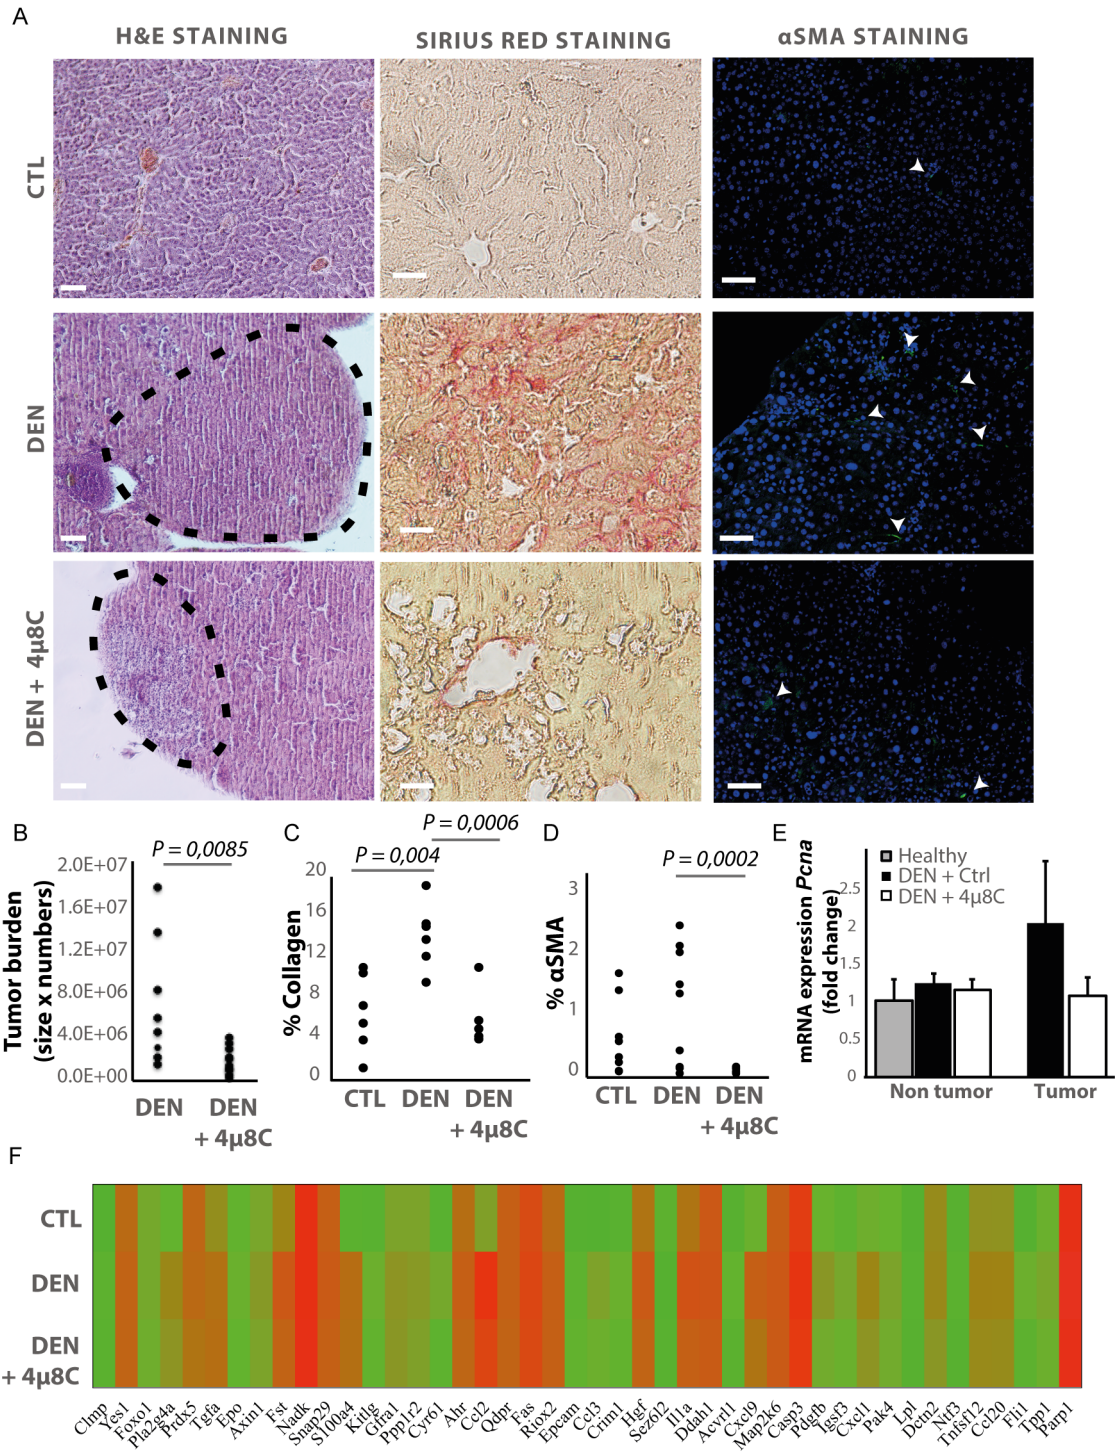 A
H&E STAINING
SIRIUS RED STAINING
αSMA STAINING
CTL
DEN
DEN + 4µ8C
B
P = 0,0085
2.0E+07
1.6E+07
1.2E+07
8.0E+06
4.0E+06
0.0E+00
Tumor burden
(size x numbers)
DEN
DEN
+ 4µ8C
C
P = 0,0006
P = 0,004
20
16
12
8
4
0
% Collagen
CTL
DEN
DEN
+ 4µ8C
D
P = 0,0002
3
2
1
0
% αSMA
CTL
DEN
DEN
+ 4µ8C
E
Healthy
DEN + Ctrl
DEN + 4µ8C
2.5
2
1.5
1
0.5
0
mRNA expression Pcna
(fold change)
Non tumor
Tumor
F
CTL
DEN
DEN
+ 4µ8C
Clmp
Yes1
Foxo1
Pla2g4a
Prdx5
Tgfa
Epo
Axin1
Fst
Nadk
Snap29
S100a4
Kitlg
Gfra1
Ppp1r2
Cyr61
Ahr
Ccl2
Qdpr
Fas
Riox2
Epcam
Ccl3
Crim1
Hgf
Sez6l2
Il1a
Ddah1
Acvrl1
Cxcl9
Map2k6
Casp3
Pdgfb
Igsf3
Cxcl1
Pak4
Lpl
Dctn2
Ntf3
Tnfsf12
Ccl20
Fli1
Tpp1
Parp1